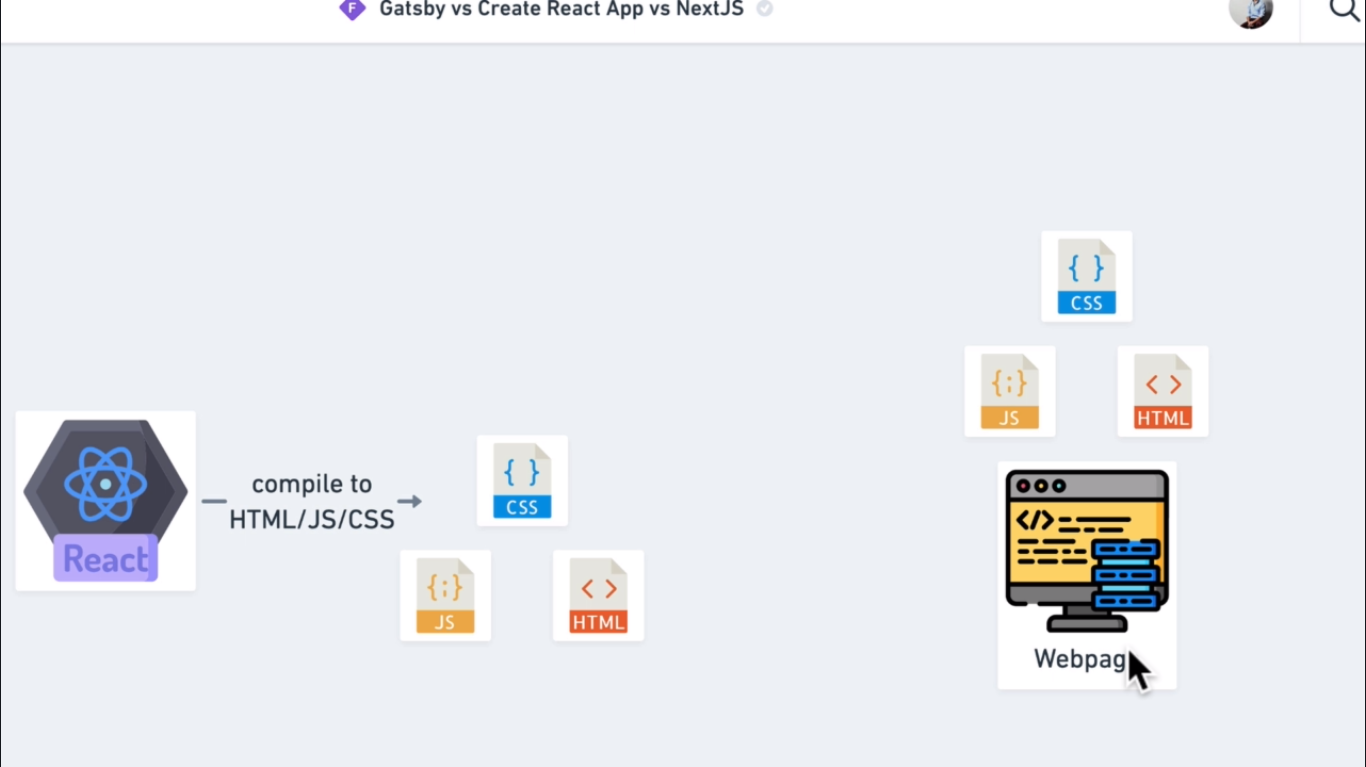 F
Gatsby vs Create React App vs NextJS
{ }
CSS
{;}
JS
< >
HTML
React
compile to
HTML/JS/CSS
{ }
CSS
{;}
JS
< >
HTML
</>
Webpag